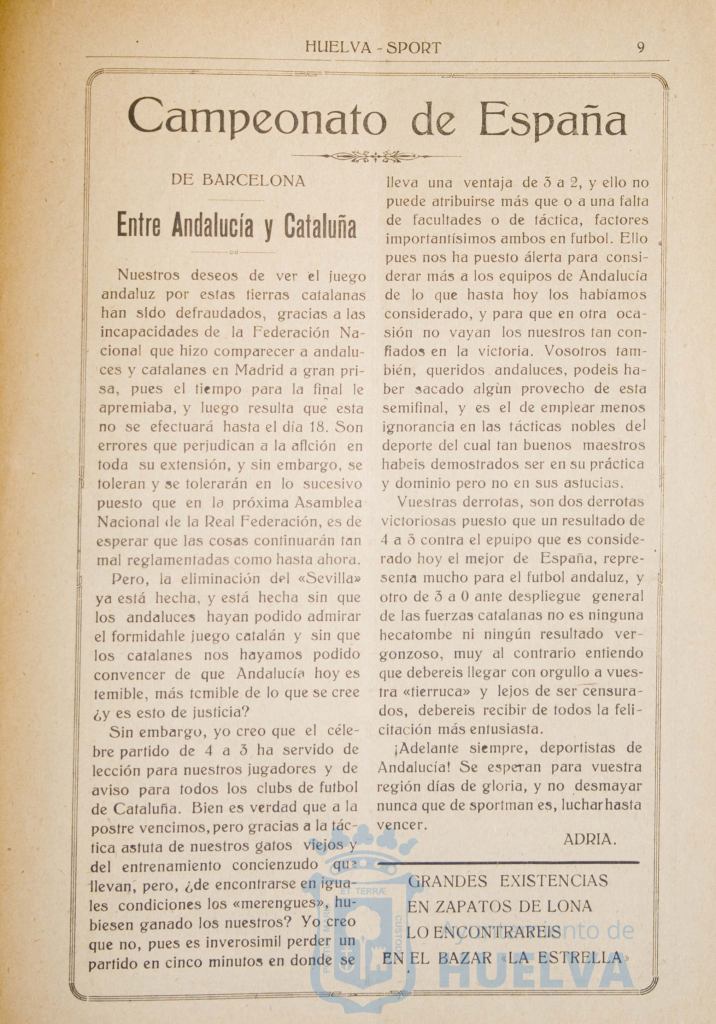 HUELVA - SPORT 9
Campeonato de España
DE BARCELONA
Entre Andalucía y Cataluña
Nuestros deseos de ver el juego
andaluz por estas tierras catalanas
han sido defraudados, gracias a las
incapacidades de la Federación Na-
cional que hizo comparecer a andalu-
ces y catalanes en Madrid a gran pri-
sa, pues el tiempo para la final le
apremiaba, y luego resulta que esta
no se efectuará hasta el día 18. Son
errores que perjudican a la afición en
toda su extensión, y sin embargo, se
toleran y se tolerarán en lo sucesivo
puesto que en la próxima Asamblea
Nacional de la Real Federación, es de
esperar que las cosas continuarán tan
mal reglamentadas como hasta ahora.
Pero, la eliminación del «Sevilla»
ya está hecha, y está hecha sin que
los andaluces hayan podido admirar
el formidahle juego catalán y sin que
los catalanes nos hayamos podido
convencer de que Andalucía hoy es
temible, más tcmible de lo que se cree
¿y es esto de justicia?
Sin embargo, yo creo que el céle-
bre partido de 4 a 3 ha servido de
lección para nuestros jugadores y de
aviso para todos los clubs de futbol
de Cataluña. Bien es verdad que a la
postre vencimos, pero gracias a la tác-
tica astuta de nuestros gatos viejos y
del entrenamiento concienzudo que
llevan, pero, ¿de encontrarse en igua-
les condiciones los «merengues», hu-
biesen ganado los nuestros? Yo creo
que no, pues es inverosimil perder un
partido en cinco minutos en donde se
lleva una ventaja de 3 a 2, y ello no
puede atribuirse más que o a una falta
de facultades o de táctica, factores
importantísimos ambos en futbol. Ello
pues nos ha puesto álerta para consi-
derar más a los equipos de Andalucía
de lo que hasta hoy los habíamos
considerado, y para que en otra oca-
sión no vayan los nuestros tan con-
fiados en la victoria. Vosotros tam-
bién, queridos andaluces, podeis ha-
ber sacado algún provecho de esta
semifinal, y es el de emplear menos
ignorancia en las tácticas nobles del
deporte del cual tan buenos maestros
habeis demostrados ser en su práctica
y dominio pero no en sus astucias.
Vuestras derrotas, son dos derrotas
victoriosas puesto que un resultado de
4 a 3 contra el epuipo que es conside-
rado hoy el mejor de España, repre-
senta mucho para el futbol andaluz, y
otro de 3 a 0 ante despliegue general
de las fuerzas catalanas no es ninguna
hecatombe ni ningún resultado ver-
gonzoso, muy al contrario entiendo
que debereis llegar con orgullo a vues-
tra «tierruca» y lejos de ser censura-
dos, debereis recibir de todos la feli-
citación más entusiasta.
¡Adelante siempre, deportistas de
Andalucía! Se esperan para vuestra
región días de gloria, y no desmayar
nunca que de sportman es, luchar hasta
vencer.
ADRIA.
GRANDES EXISTENCIAS
EN ZAPATOS DE LONA
LO ENCONTRAREIS
EN EL BAZAR «LA ESTRELLA»
Ayuntamiento de
HUELVA